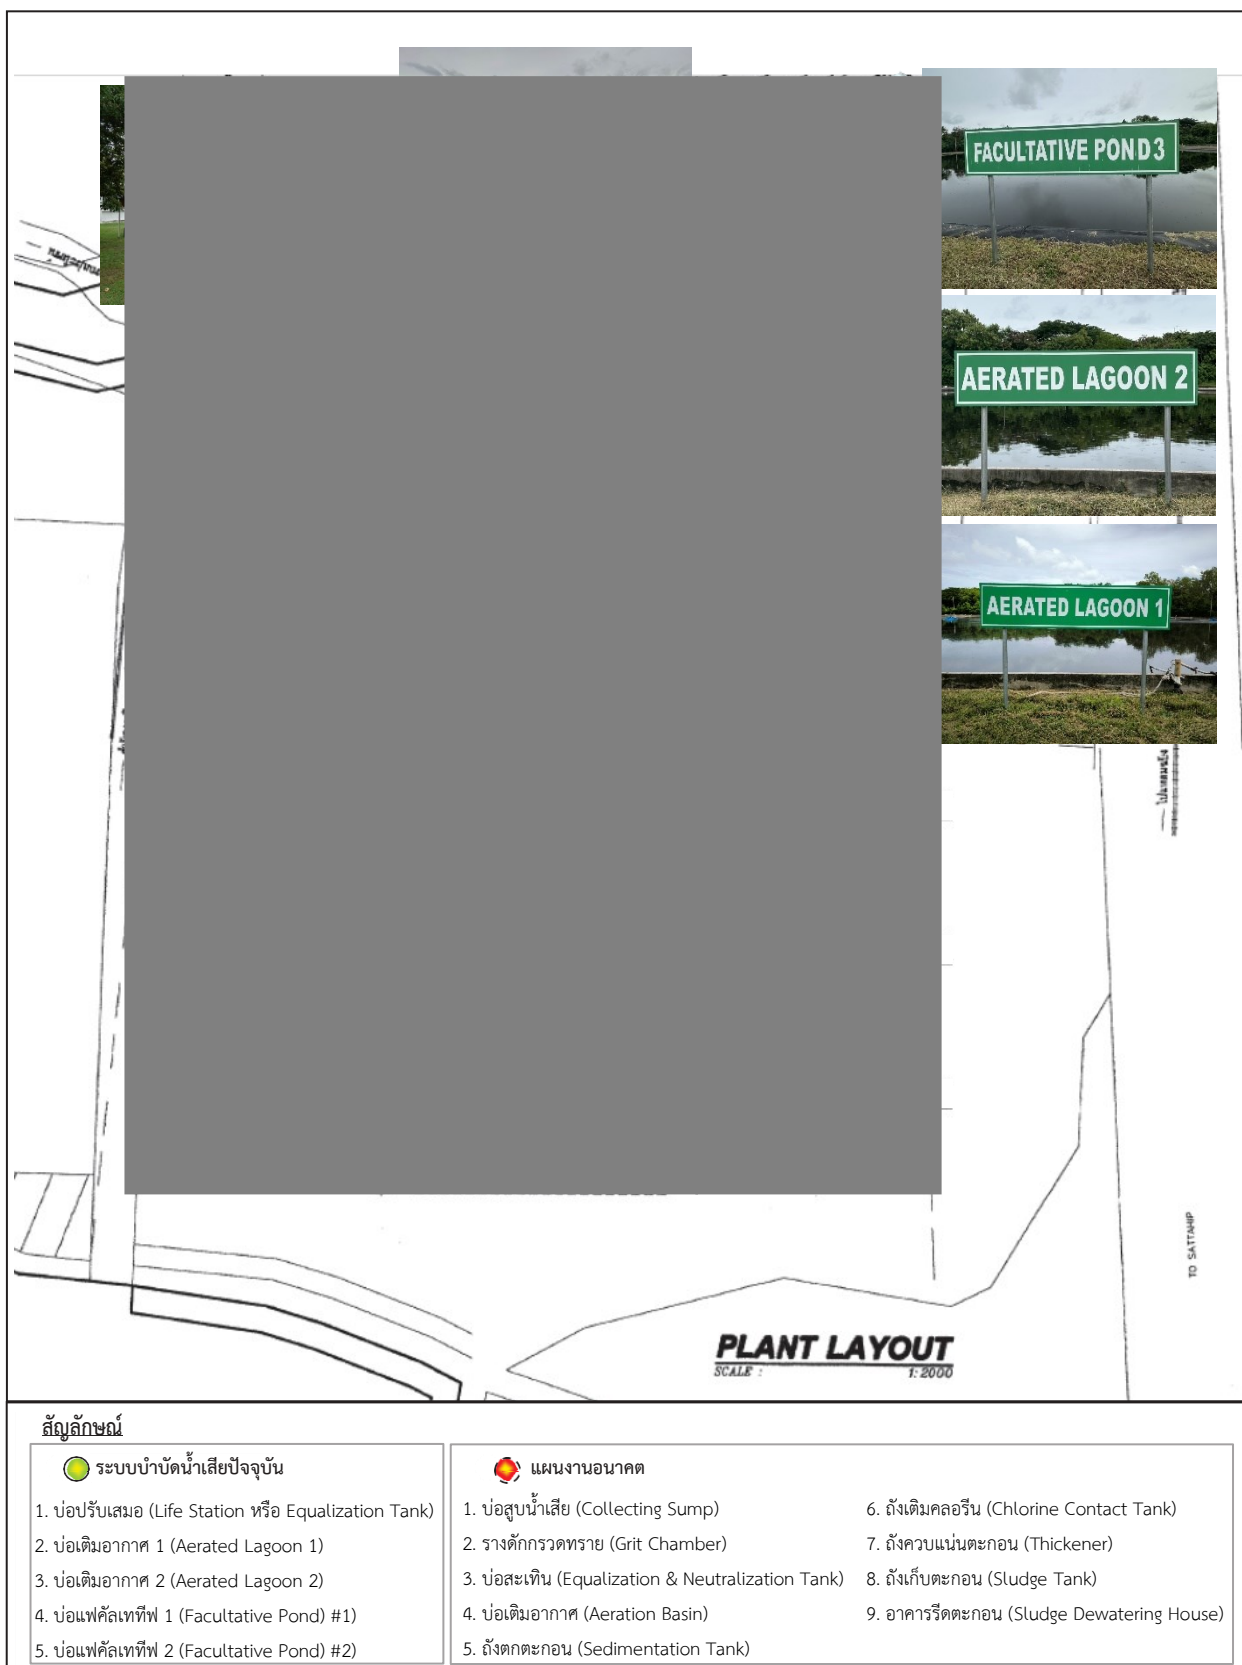 FACULTATIVE POND 3
AERATED LAGOON 2
AERATED LAGOON 1
TO SATTAHIP
PLANT LAYOUT
SCALE : 1:2000
สัญลักษณ์
ระบบบำบัดน้ำเสียปัจจุบัน
1. บ่อปรับเสมอ (Life Station หรือ Equalization Tank)
2. บ่อเติมอากาศ 1 (Aerated Lagoon 1)
3. บ่อเติมอากาศ 2 (Aerated Lagoon 2)
4. บ่อแฟคัลเททีฟ 1 (Facultative Pond) #1)
5. บ่อแฟคัลเททีฟ 2 (Facultative Pond) #2)
แผนงานอนาคต
1. บ่อสูบน้ำเสีย (Collecting Sump)
2. รางดักกรวดทราย (Grit Chamber)
3. บ่อสะเทิน (Equalization & Neutralization Tank)
4. บ่อเติมอากาศ (Aeration Basin)
5. ถังตกตะกอน (Sedimentation Tank)
6. ถังเติมคลอรีน (Chlorine Contact Tank)
7. ถังควบแน่นตะกอน (Thickener)
8. ถังเก็บตะกอน (Sludge Tank)
9. อาคารรีดตะกอน (Sludge Dewatering House)